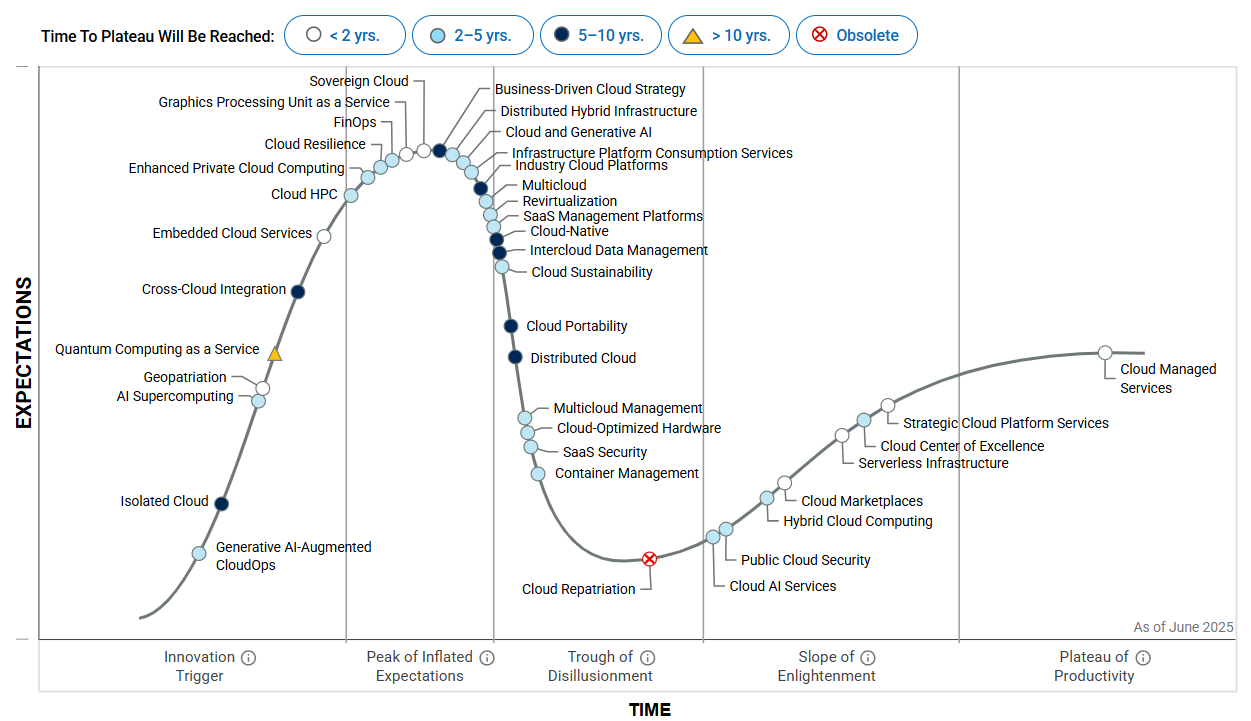 Time To Plateau Will Be Reached:
< 2 yrs.
2–5 yrs.
5–10 yrs.
> 10 yrs.
Obsolete
Sovereign Cloud
Graphics Processing Unit as a Service
FinOps
Cloud Resilience
Enhanced Private Cloud Computing
Cloud HPC
Embedded Cloud Services
Cross-Cloud Integration
Quantum Computing as a Service
Geopatriation
AI Supercomputing
Isolated Cloud
Generative AI-Augmented
CloudOps
Business-Driven Cloud Strategy
Distributed Hybrid Infrastructure
Cloud and Generative AI
Infrastructure Platform Consumption Services
Industry Cloud Platforms
Multicloud
Revirtualization
SaaS Management Platforms
Cloud-Native
Intercloud Data Management
Cloud Sustainability
Cloud Portability
Distributed Cloud
Multicloud Management
Cloud-Optimized Hardware
SaaS Security
Container Management
Cloud Repatriation
Cloud Managed
Services
Strategic Cloud Platform Services
Cloud Center of Excellence
Serverless Infrastructure
Cloud Marketplaces
Hybrid Cloud Computing
Public Cloud Security
Cloud AI Services
EXPECTATIONS
As of June 2025
Innovation
Trigger
Peak of Inflated
Expectations
Trough of
Disillusionment
Slope of
Enlightenment
Plateau of
Productivity
TIME